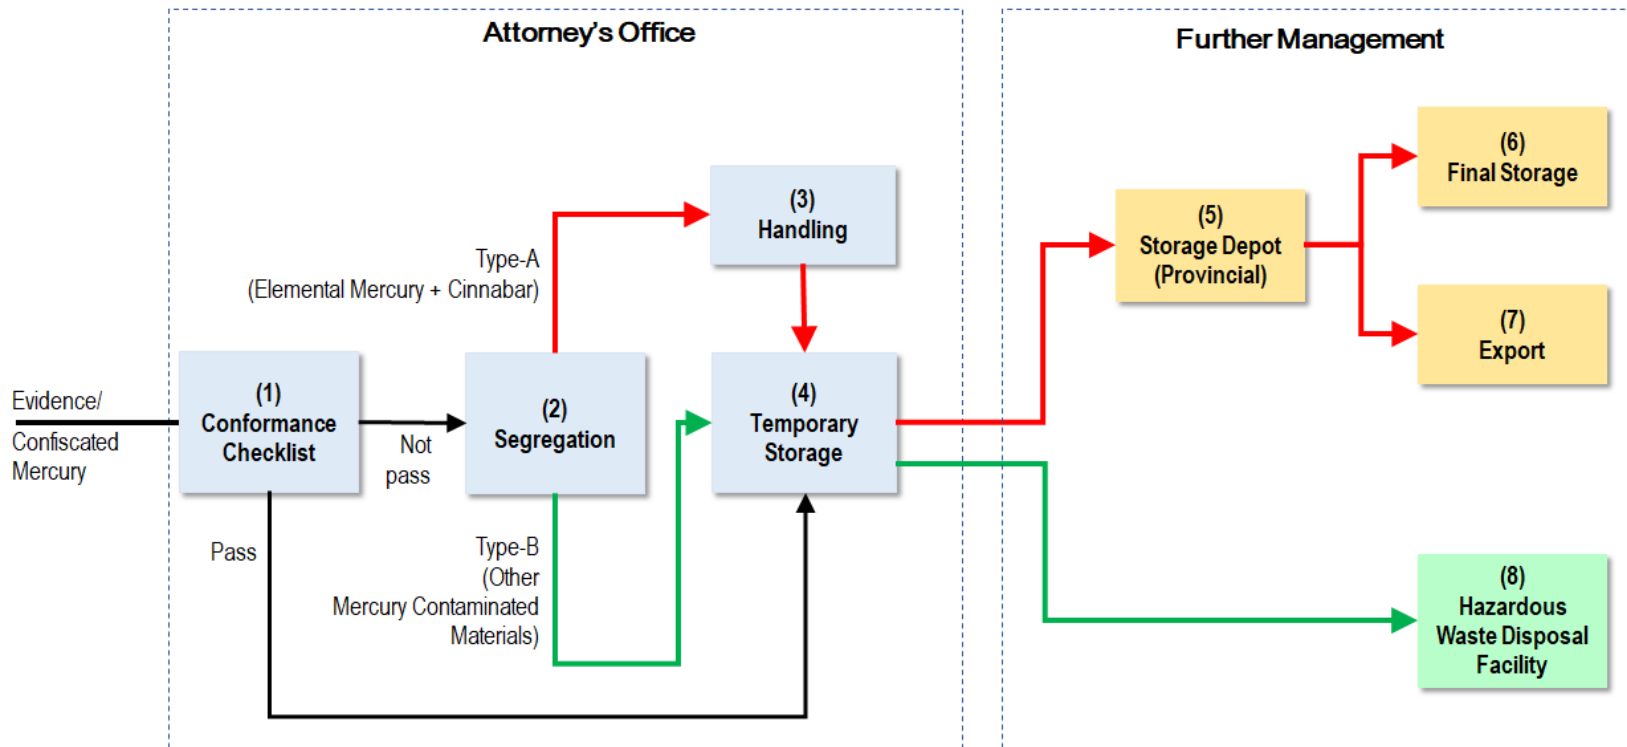 Attorney's Office
Further Management
Evidence/
Confiscated
Mercury
(1)
Conformance
Checklist
Not
pass
Pass
(2)
Segregation
Type-A
(Elemental Mercury + Cinnabar)
Type-B
(Other
Mercury Contaminated
Materials)
(3)
Handling
(4)
Temporary
Storage
(5)
Storage Depot
(Provincial)
(6)
Final Storage
(7)
Export
(8)
Hazardous
Waste Disposal
Facility